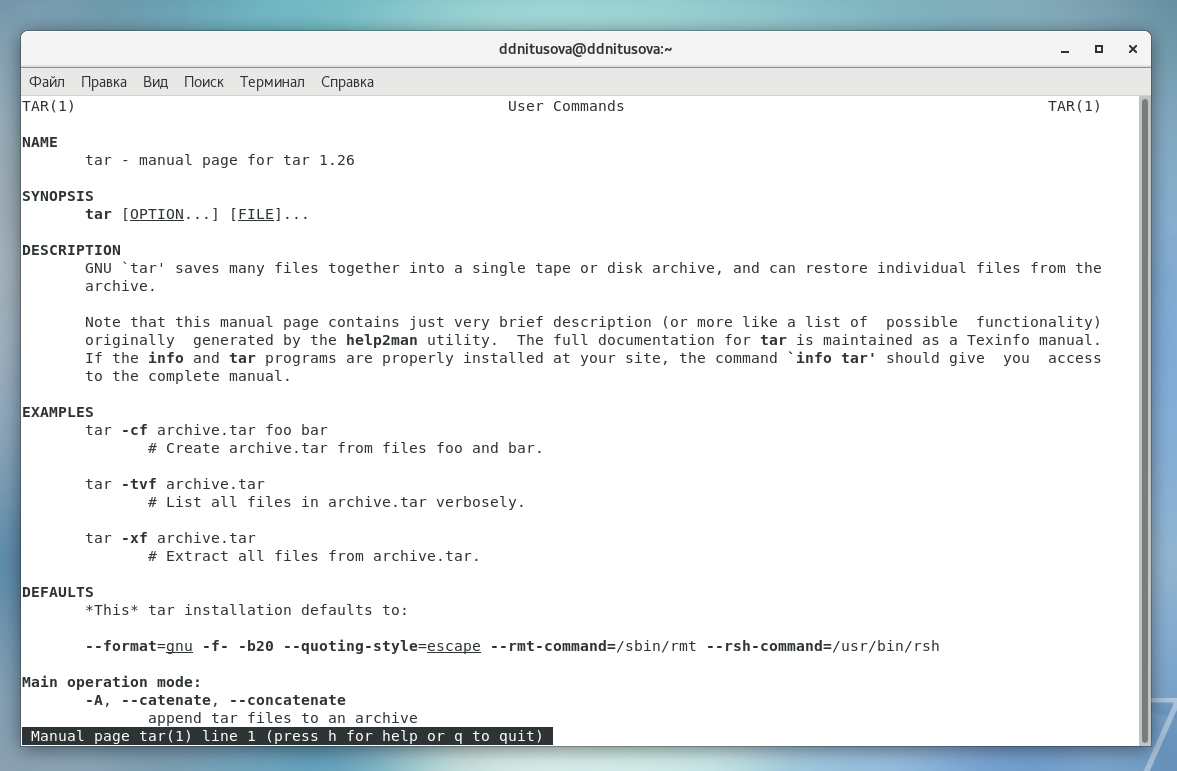 ddnitusova@ddnitusova:~
Файл Правка Вид Поиск Терминал Справка
TAR(1) User Commands TAR(1)
NAME
tar - manual page for tar 1.26
SYNOPSIS
tar [OPTION...] [FILE]...
DESCRIPTION
GNU `tar' saves many files together into a single tape or disk archive, and can restore individual files from the
archive.
Note that this manual page contains just very brief description (or more like a list of  possible  functionality)
originally  generated by the help2man utility.  The full documentation for tar is maintained as a Texinfo manual.
If the info and tar programs are properly installed at your site, the command `info tar' should give  you  access
to the complete manual.
EXAMPLES
tar -cf archive.tar foo bar
# Create archive.tar from files foo and bar.
tar -tvf archive.tar
# List all files in archive.tar verbosely.
tar -xf archive.tar
# Extract all files from archive.tar.
DEFAULTS
*This* tar installation defaults to:
--format=gnu -f- -b20 --quoting-style=escape --rmt-command=/sbin/rmt --rsh-command=/usr/bin/rsh
Main operation mode:
-A, --catenate, --concatenate
append tar files to an archive
Manual page tar(1) line 1 (press h for help or q to quit)
7